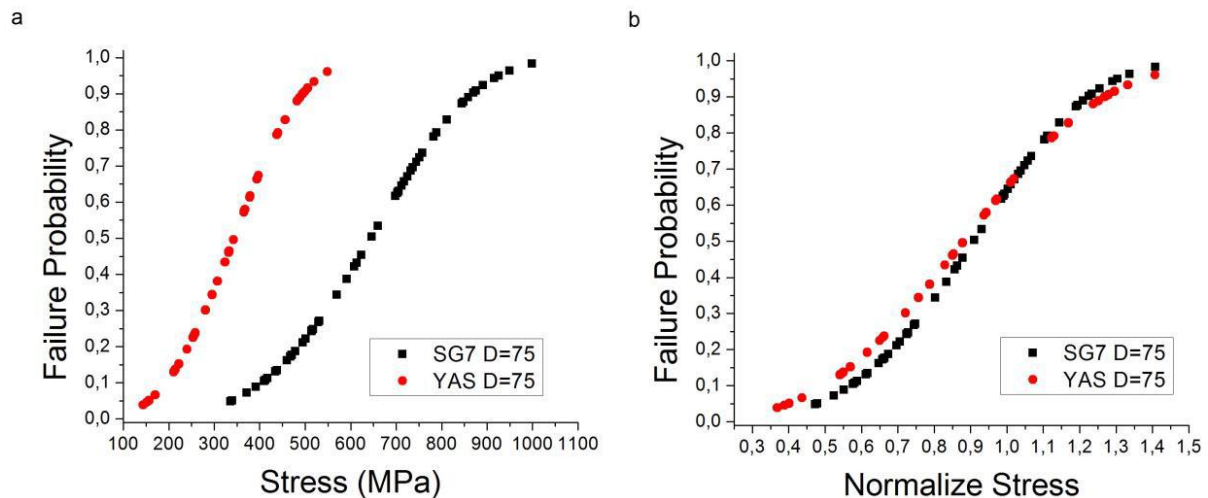 a
1,0
0,9
0,8
0,7
0,6
0,5
0,4
0,3
0,2
0,1
0,0
Failure Probability
SG7 D=75
YAS D=75
100 200 300 400 500 600 700 800 900 1000 1100
Stress (MPa)
b
1,0
0,9
0,8
0,7
0,6
0,5
0,4
0,3
0,2
0,1
0,0
Failure Probability
SG7 D=75
YAS D=75
0,3 0,4 0,5 0,6 0,7 0,8 0,9 1,0 1,1 1,2 1,3 1,4 1,5
Normalize Stress